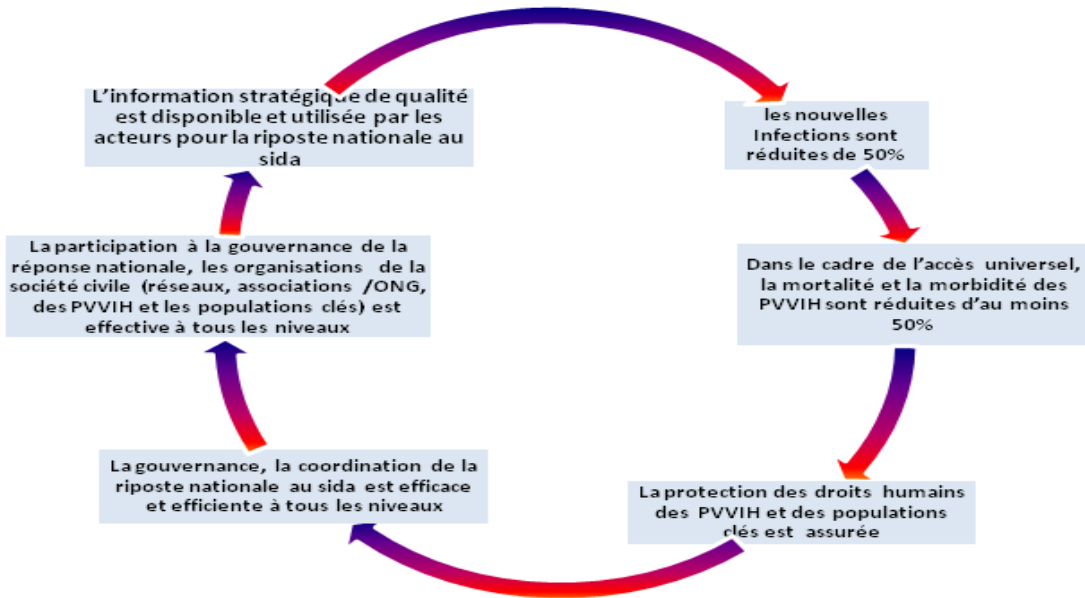 L’information stratégique de qualité
est disponible et utilisée par les
acteurs pour la riposte nationale au
sida
les nouvelles
Infections sont
réduites de 50%
Dans le cadre de l’accès universel,
la mortalité et la morbidité des
PVVIH sont réduites d’au moins
50%
La protection des droits humains
des PVVIH et des populations
clés est assurée
La gouvernance, la coordination de la
riposte nationale au sida est efficace
et efficiente à tous les niveaux
La participation à la gouvernance de la
réponse nationale, les organisations de la
société civile (réseaux, associations /ONG,
des PVVIH et les populations clés) est
effective à tous les niveaux